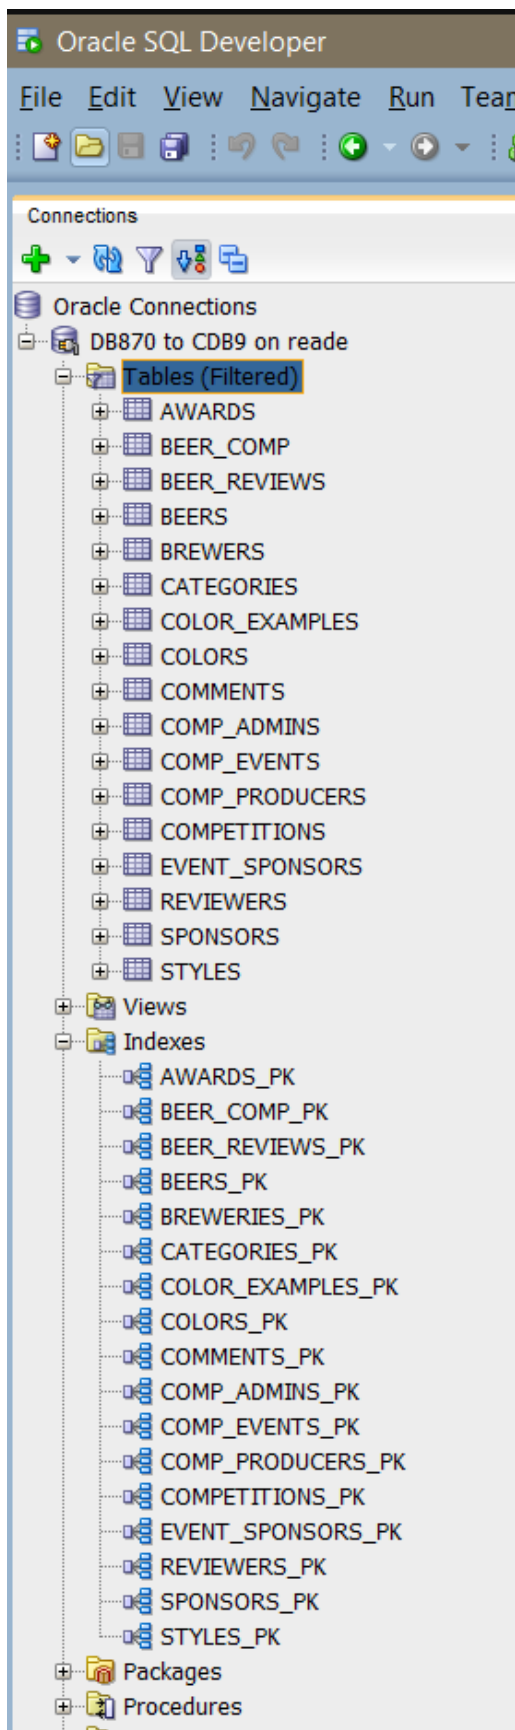 Oracle SQL Developer
File Edit View Navigate Run
Connections
Oracle Connections
DB870 to CDB9 on reade
Tables (Filtered)
AWARDS
BEER_COMP
BEER_REVIEWS
BEERS
BREWERS
CATEGORIES
COLOR_EXAMPLES
COLORS
COMMENTS
COMP_ADMINS
COMP_EVENTS
COMP_PRODUCERS
COMPETITIONS
EVENT_SPONSORS
REVIEWERS
SPONSORS
STYLES
Views
Indexes
AWARDS_PK
BEER_COMP_PK
BEER_REVIEWS_PK
BEERS_PK
BREWERIES_PK
CATEGORIES_PK
COLOR_EXAMPLES_PK
COLORS_PK
COMMENTS_PK
COMP_ADMINS_PK
COMP_EVENTS_PK
COMP_PRODUCERS_PK
COMPETITIONS_PK
EVENT_SPONSORS_PK
REVIEWERS_PK
SPONSORS_PK
STYLES_PK
Packages
Procedures